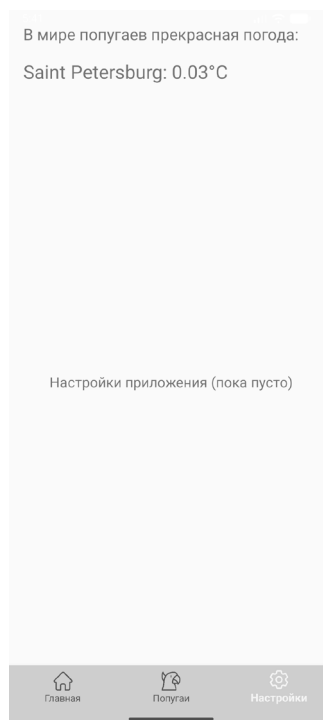 В мире попугаев прекрасная погода:
Saint Petersburg: 0.03°C
Настройки приложения (пока пусто)
Главная
Попугаи
Настройки